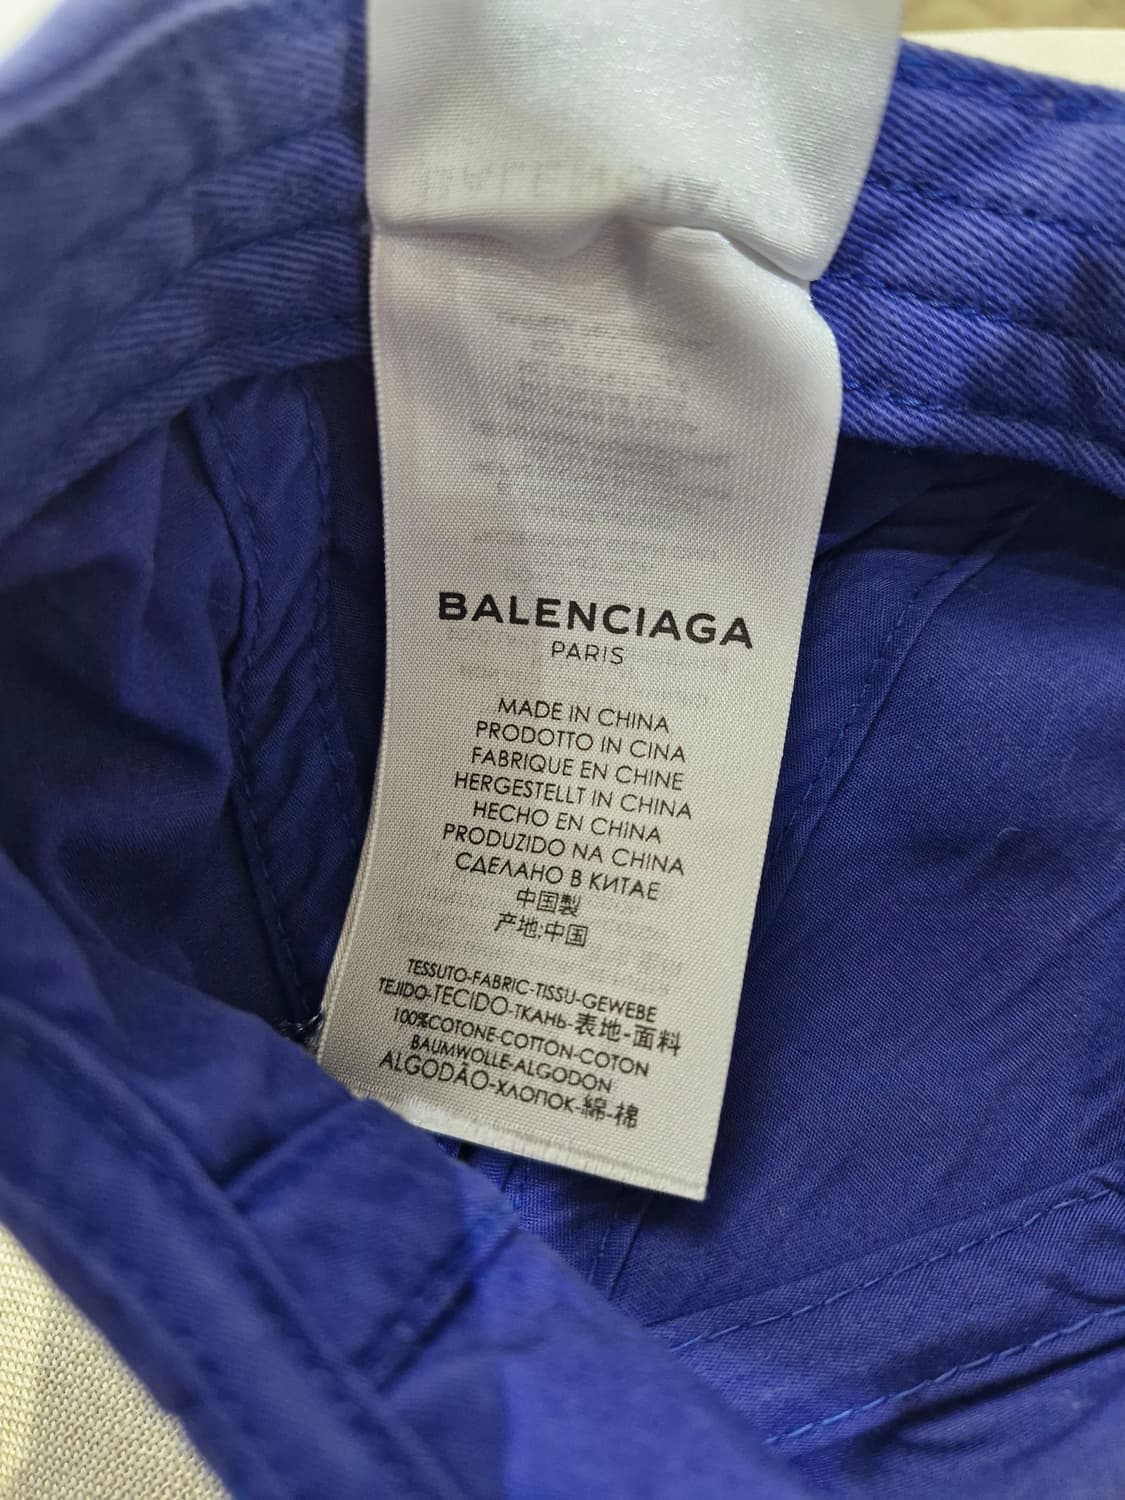 BALENCIAGA
PARIS
MADE IN CHINA
PRODOTTO IN CINA
FABRIQUE EN CHINE
HERGESTELLT IN CHINA
HECHO EN CHINA
PRODUZIDO NA CHINA
СДЕЛАНО В КИТАЕ
中国製
产地:中国
TESSUTO-FABRIC-TISSU-GEWEBE
TEJIDO-TECIDO-ТКАНЬ-表地-面料
100%COTONE-COTTON-COTON
BAUMWOLLE-ALGODON
ALGODÃO-ХЛОПОК-綿-棉